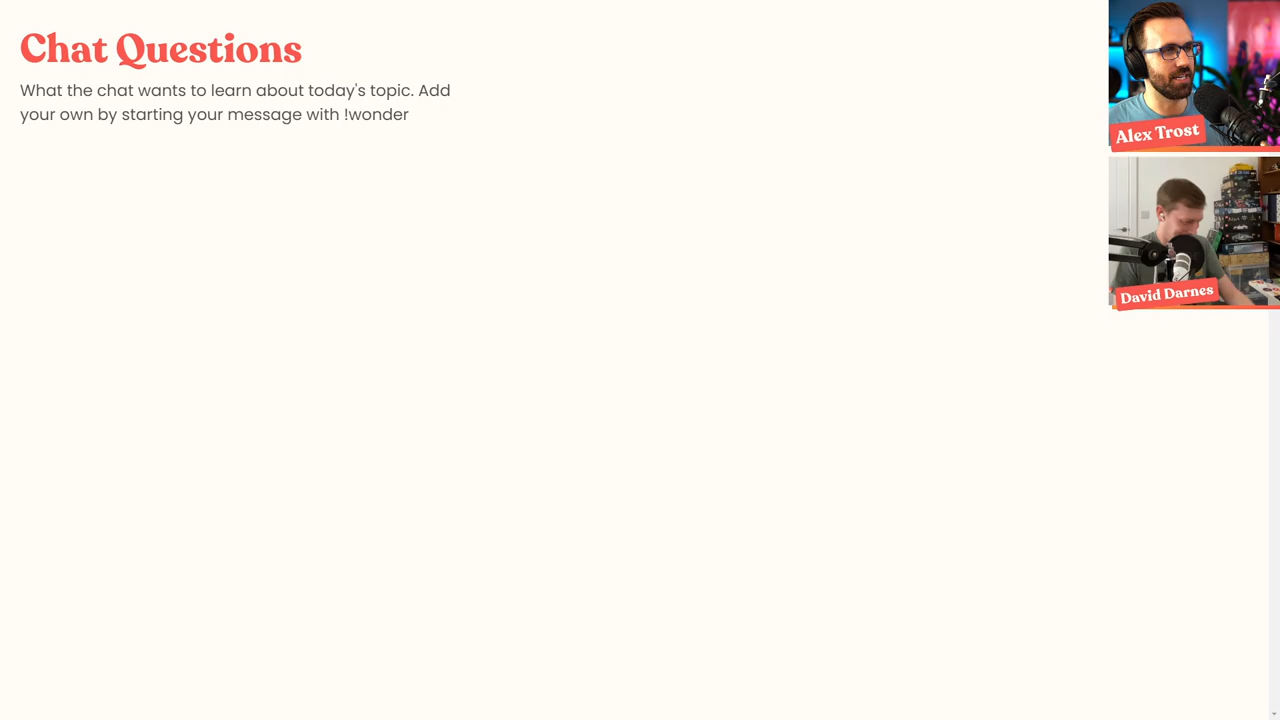 Chat Questions
What the chat wants to learn about today's topic. Add
your own by starting your message with !wonder
Alex Trost
David Darnes